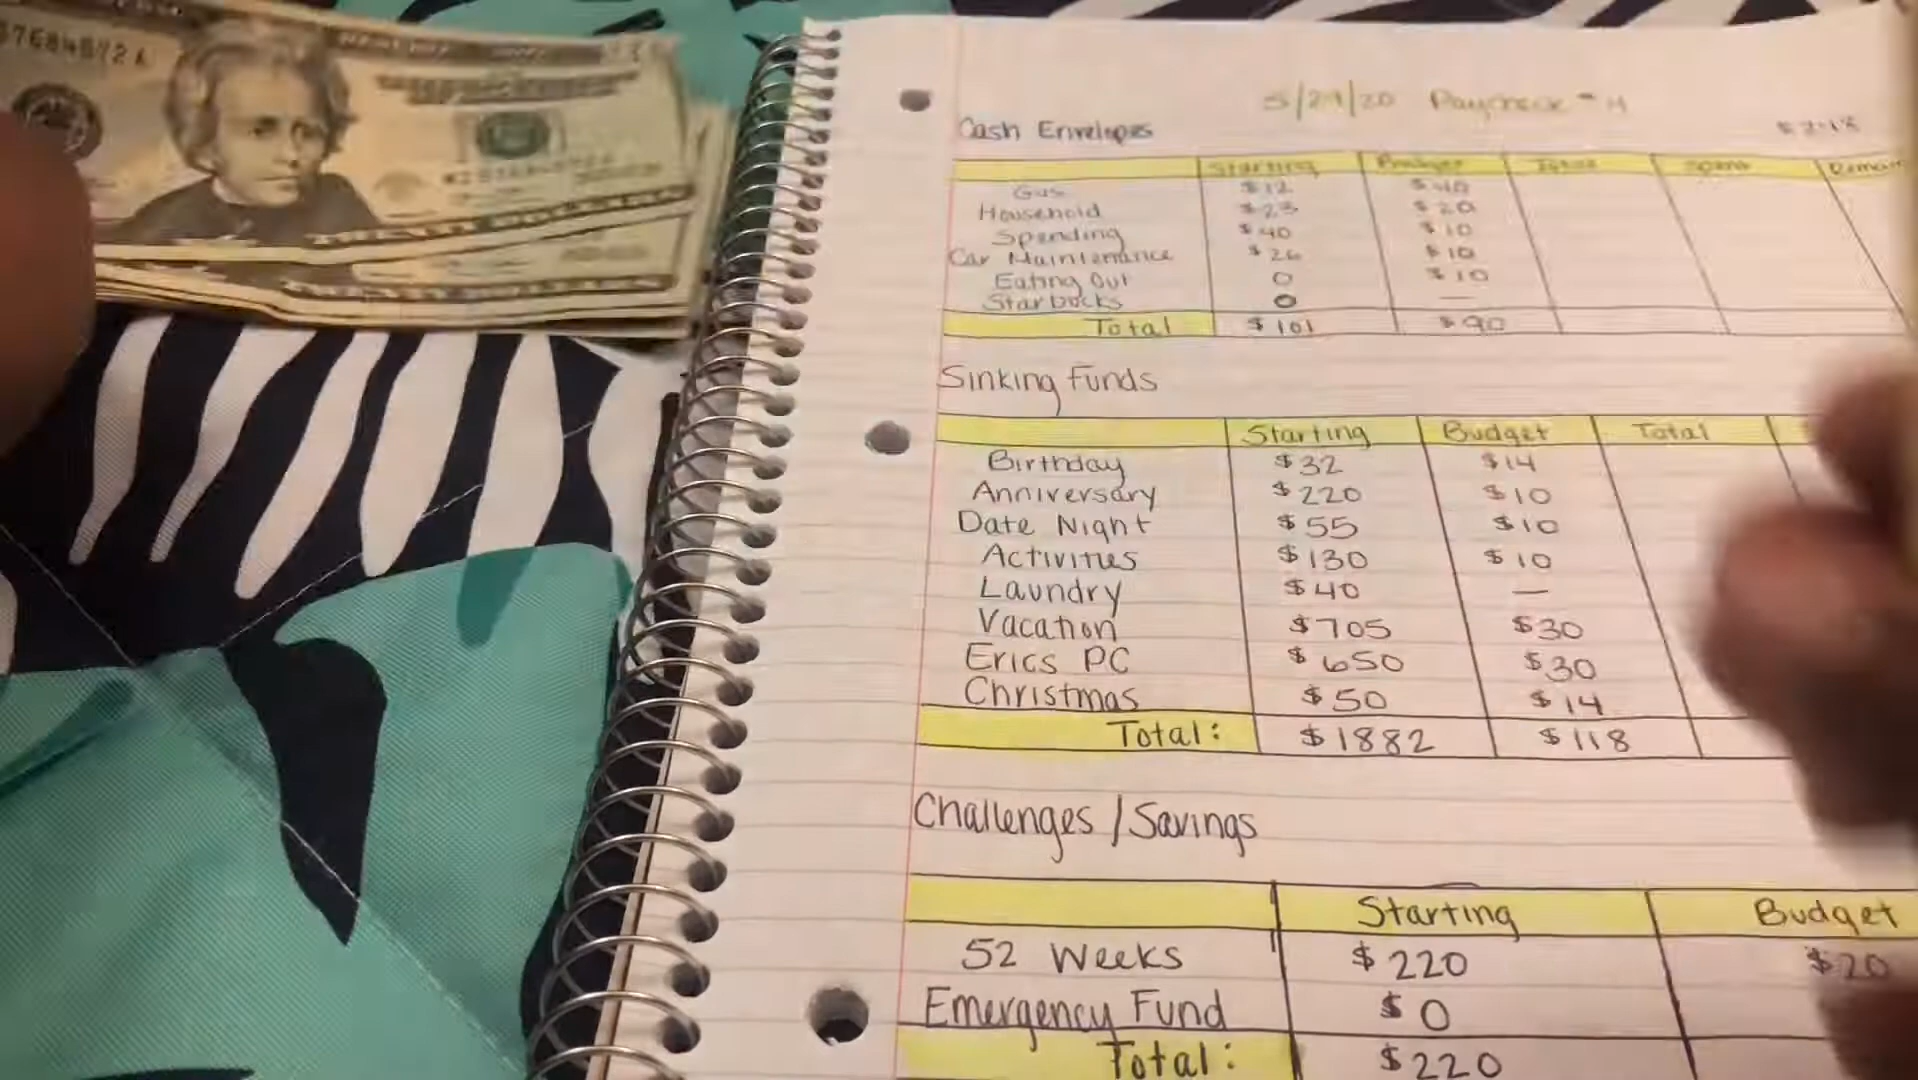 5/29/20 Paycheck # 11
Cash Envelopes
Starting Budget Total Spent Remain
Gas $12 $40
Household $23 $20
Spending $40 $10
Car Maintenance $26 $10
Eating Out 0 $10
Starbucks 0 —
Total $101 $90
Sinking Funds
Starting Budget Total
Birthday $32 $14
Anniversary $220 $10
Date Night $55 $10
Activities $130 $10
Laundry $40 —
Vacation $705 $30
Erics PC $650 $30
Christmas $50 $14
Total: $1882 $118
Challenges / Savings
Starting Budget
52 Weeks $220 $20
Emergency Fund $0
Total: $220